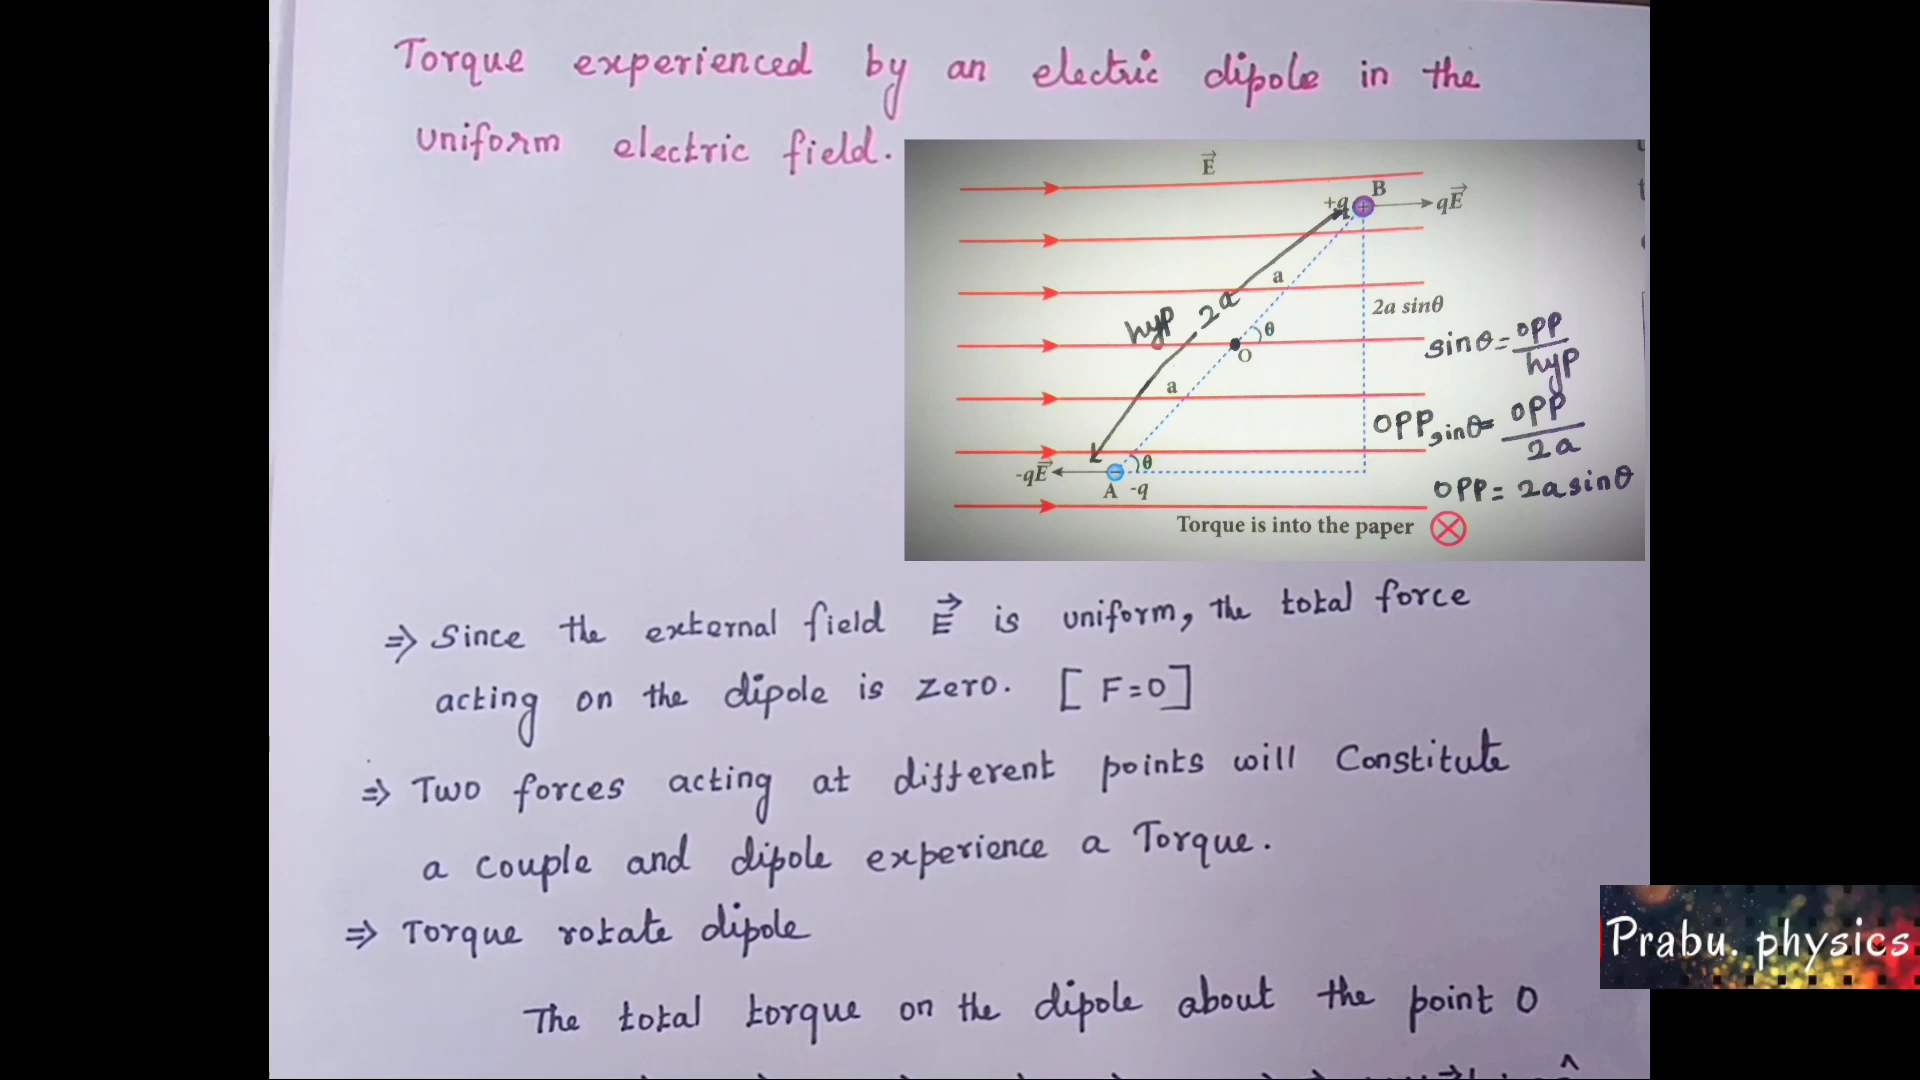 Torque experienced by an electric dipole in the
uniform electric field.
E⃗
B
+q
qE⃗
a
2a sinθ
hyp 2a
θ
O
sinθ = opp/hyp
a
opp sinθ = opp/2a
-qE⃗
θ
A -q
opp = 2a sinθ
Torque is into the paper
⇒ Since the external field E⃗ is uniform, the total force
acting on the dipole is zero. [F=0]
⇒ Two forces acting at different points will Constitute
a couple and dipole experience a Torque.
⇒ Torque rotate dipole
Prabu. physics
The total torque on the dipole about the point O